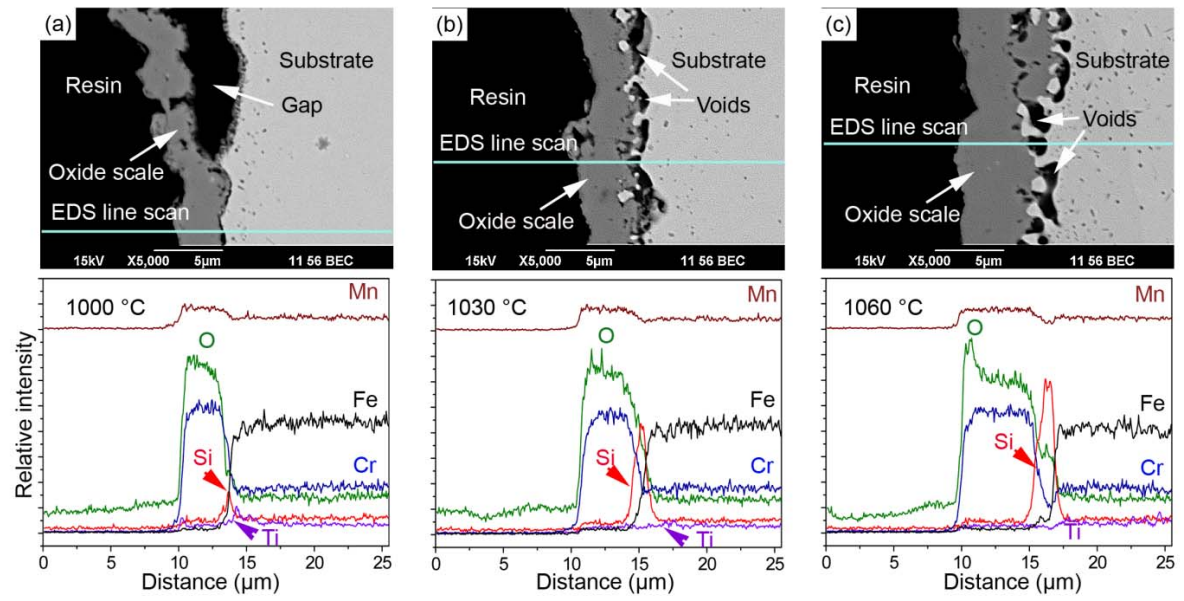 (a)
Substrate
Resin
Gap
Oxide scale
EDS line scan
15kV X5,000 5µm 11 56 BEC
(b)
Substrate
Resin
Voids
EDS line scan
Oxide scale
15kV X5,000 5µm 11 56 BEC
(c)
Substrate
Resin
Voids
EDS line scan
Oxide scale
15kV X5,000 5µm 11 56 BEC
Relative intensity
1000 °C
Mn
O
Fe
Si
Cr
Ti
0 5 10 15 20 25
Distance (µm)
1030 °C
Mn
O
Fe
Si
Cr
Ti
0 5 10 15 20 25
Distance (µm)
1060 °C
Mn
O
Fe
Si
Cr
Ti
0 5 10 15 20 25
Distance (µm)